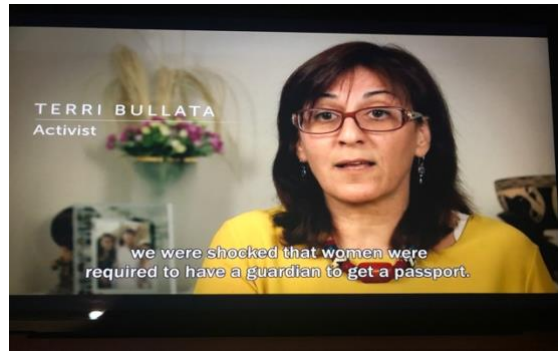 TERRI BULLATA
Activist
we were shocked that women were
required to have a guardian to get a passport.